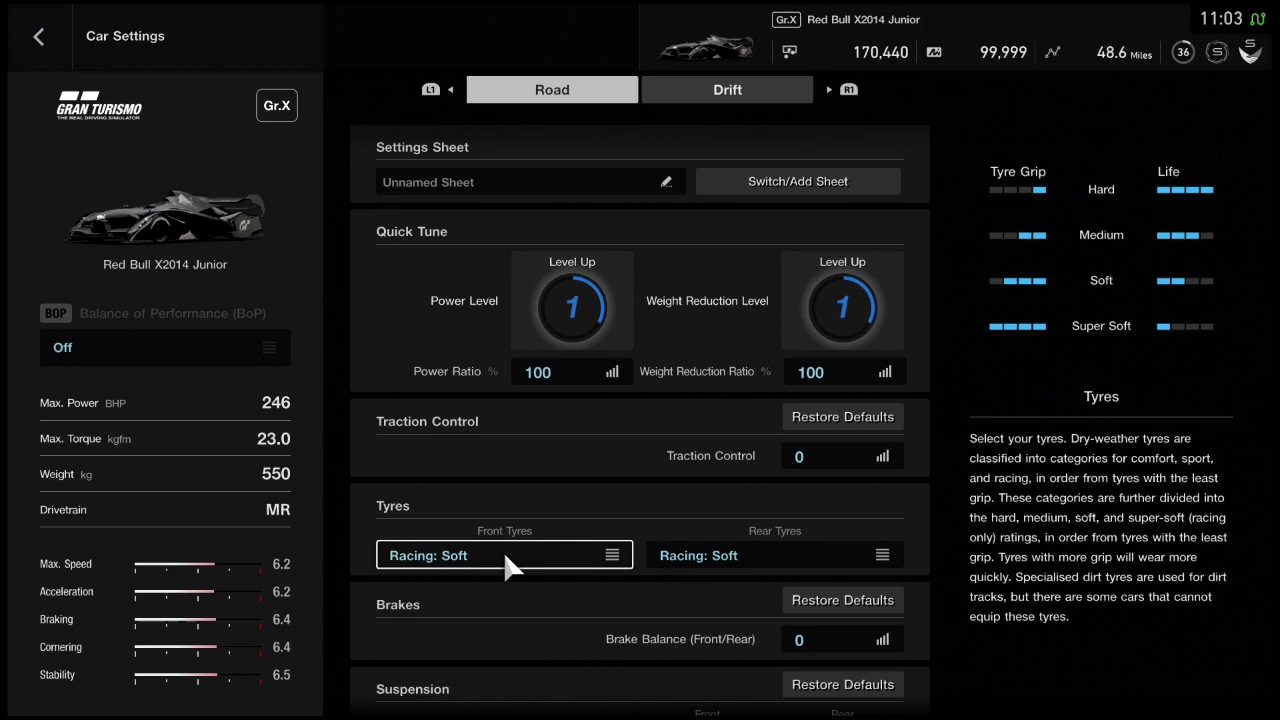 Car Settings
Gr.X Red Bull X2014 Junior
170,440 99,999 48.6 Miles 36 S S
11:03
L1 Road Drift R1
GRAN TURISMO
THE REAL DRIVING SIMULATOR
Gr.X
Red Bull X2014 Junior
BOP Balance of Performance (BoP)
Off
Max. Power BHP 246
Max. Torque kgfm 23.0
Weight kg 550
Drivetrain MR
Max. Speed 6.2
Acceleration 6.2
Braking 6.4
Cornering 6.4
Stability 6.5
Settings Sheet
Unnamed Sheet Switch/Add Sheet
Quick Tune
Level Up Level Up
Power Level 1 Weight Reduction Level 1
Power Ratio % 100 Weight Reduction Ratio % 100
Traction Control Restore Defaults
Traction Control 0
Tyres
Front Tyres Rear Tyres
Racing: Soft Racing: Soft
Brakes Restore Defaults
Brake Balance (Front/Rear) 0
Suspension Restore Defaults
Front Rear
Tyre Grip Life
Hard
Medium
Soft
Super Soft
Tyres
Select your tyres. Dry-weather tyres are
classified into categories for comfort, sport,
and racing, in order from tyres with the least
grip. These categories are further divided into
the hard, medium, soft, and super-soft (racing
only) ratings, in order from tyres with the least
grip. Tyres with more grip will wear more
quickly. Specialised dirt tyres are used for dirt
tracks, but there are some cars that cannot
equip these tyres.